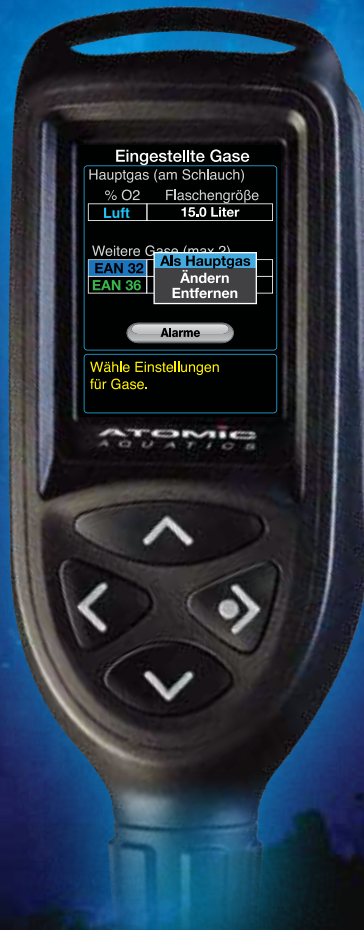 Eingestellte Gase
Hauptgas (am Schlauch)
% O2 Flaschengröße
Luft 15.0 Liter
Weitere Gase (max 2)
EAN 32 Als Hauptgas
EAN 36 Ändern
Entfernen
Alarme
Wähle Einstellungen
für Gase.
ATOMIC
AQUATICS